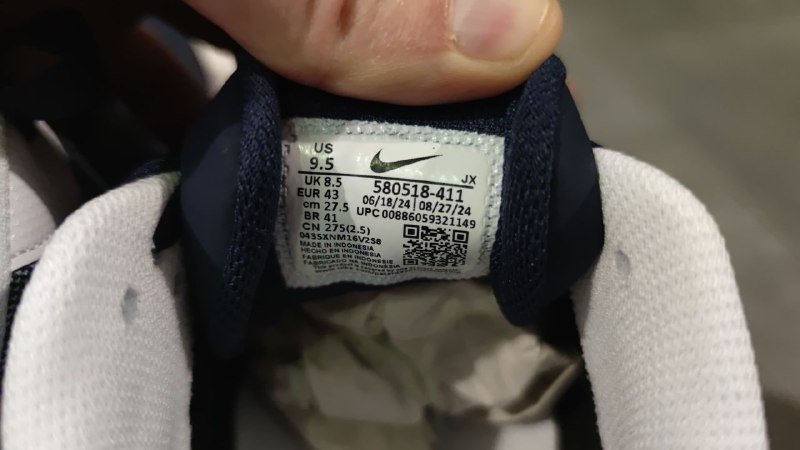 US
9.5
JX
UK 8.5
EUR 43
cm 27.5
BR 41
CN 275(2.5)
580518-411
06/18/24 08/27/24
UPC 00886059321149
0435XNM16V2S8
MADE IN INDONESIA
HECHO EN INDONESIA
FABRIQUE EN INDONESIE
FABRICADO NA INDONESIA